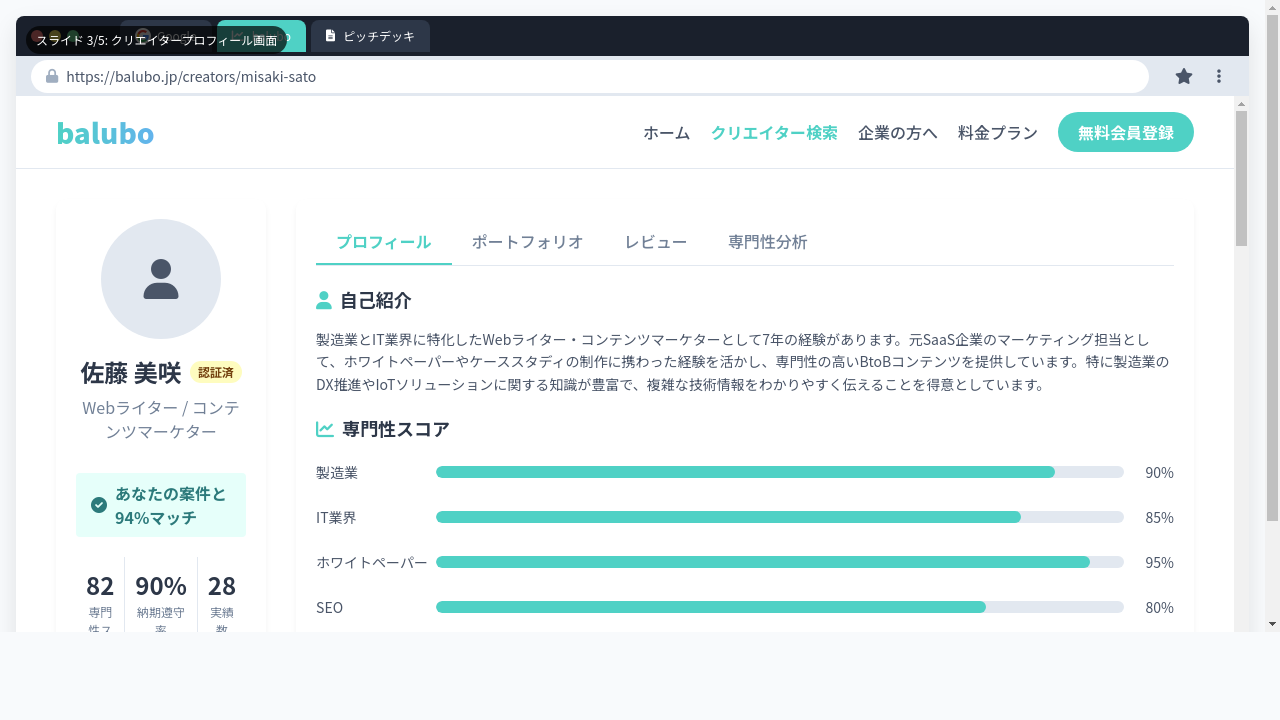 スライド 3/5: クリエイタープロフィール画面
ピッチデッキ
https://balubo.jp/creators/misaki-sato
balubo
ホーム
クリエイター検索
企業の方へ
料金プラン
無料会員登録
佐藤 美咲
認証済
Webライター / コンテ
ンツマーケター
あなたの案件と
94%マッチ
82
90%
28
専門
性ス
納期遵守
率
実績
数
プロフィール
ポートフォリオ
レビュー
専門性分析
自己紹介
製造業とIT業界に特化したWebライター・コンテンツマーケターとして7年の経験があります。元SaaS企業のマーケティング担当とし
て、ホワイトペーパーやケーススタディの制作に携わった経験を活かし、専門性の高いBtoBコンテンツを提供しています。特に製造業の
DX推進やIoTソリューションに関する知識が豊富で、複雑な技術情報をわかりやすく伝えることを得意としています。
専門性スコア
製造業
90%
IT業界
85%
ホワイトペーパー
95%
SEO
80%